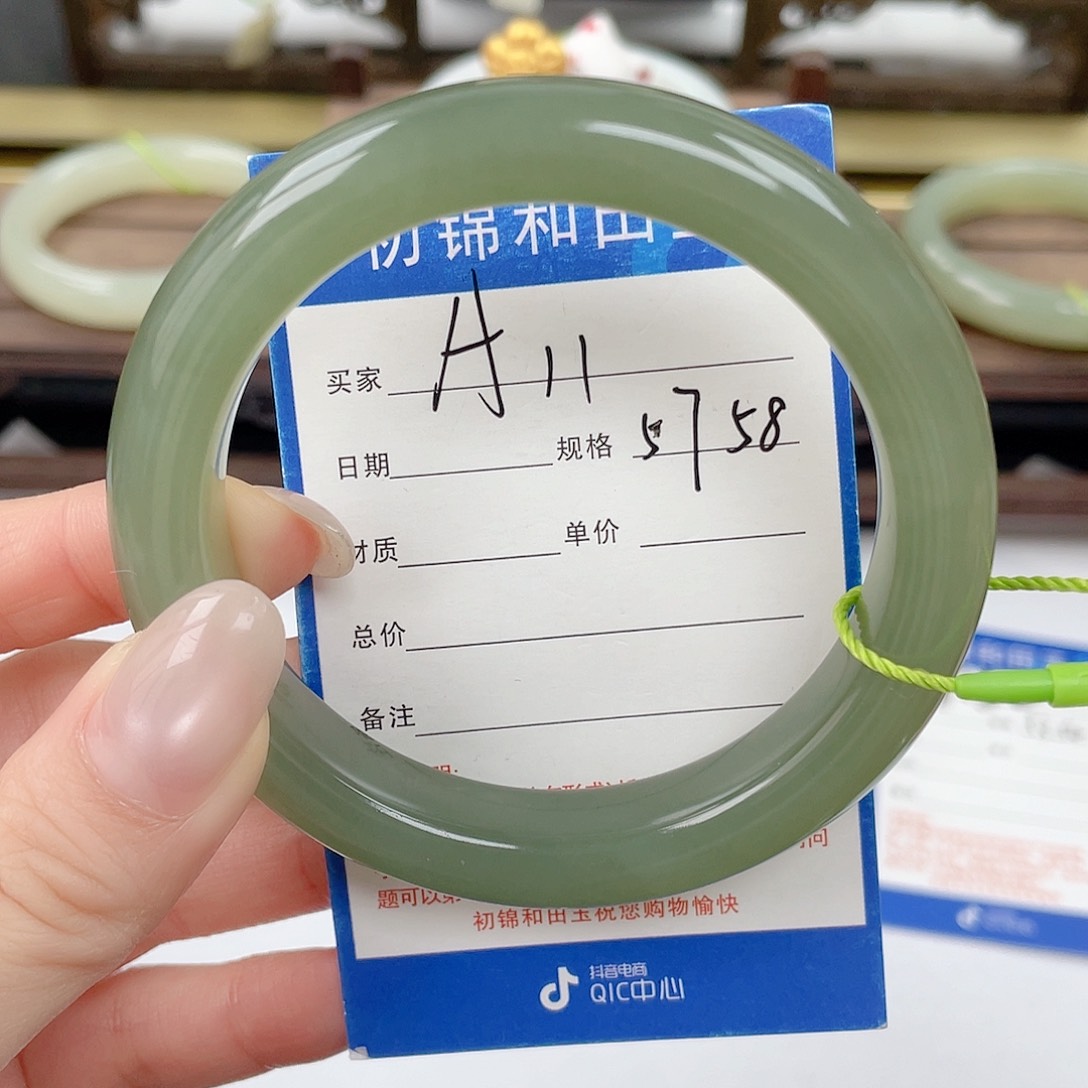 初锦和田玉
买家 A11
日期 规格 57 58
材质 单价
总价
备注
题可以
初锦和田玉祝您购物愉快
抖音电商
QIC中心